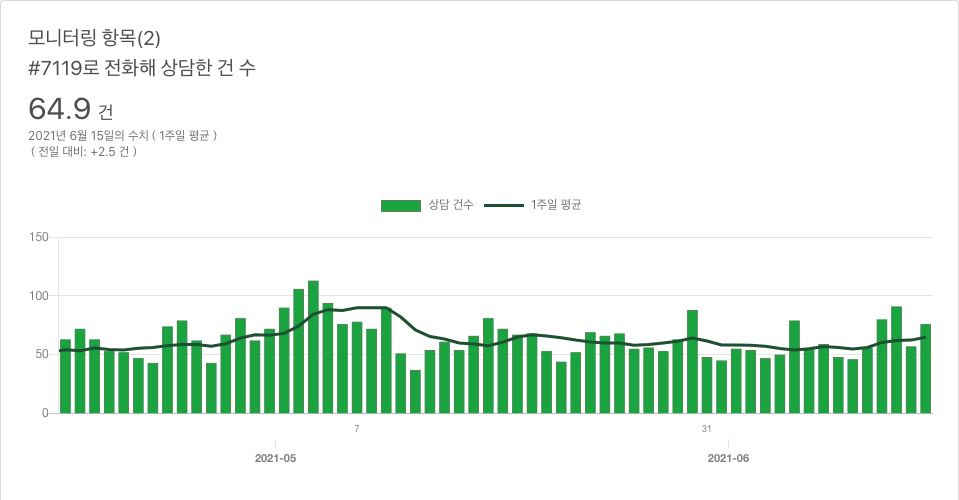 모니터링 항목(2)
#7119로 전화해 상담한 건 수
64.9 건
2021년 6월 15일의 수치 ( 1주일 평균 )
( 전일 대비: +2.5 건 )
상담 건수 1주일 평균
150
100
50
0
7 31
2021-05 2021-06